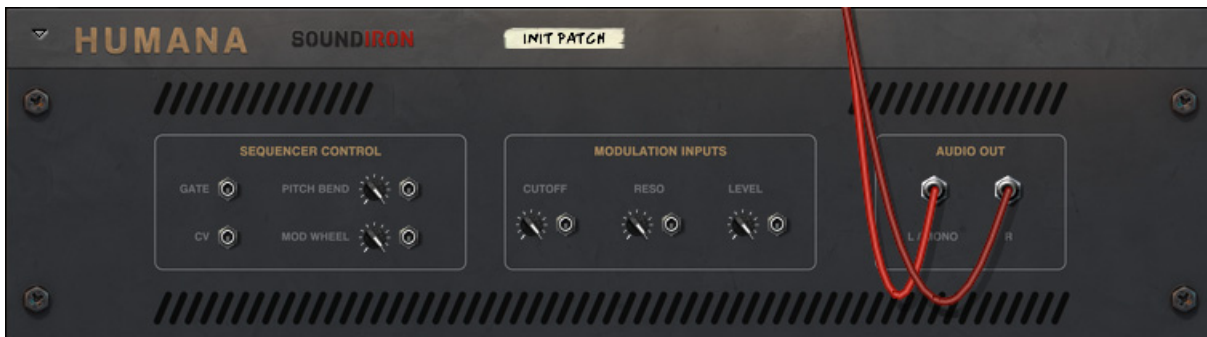 HUMANA SOUNDIRON INIT PATCH
SEQUENCER CONTROL
GATE PITCH BEND
CV MOD WHEEL
MODULATION INPUTS
CUTOFF RESO LEVEL
AUDIO OUT
L / MONO R